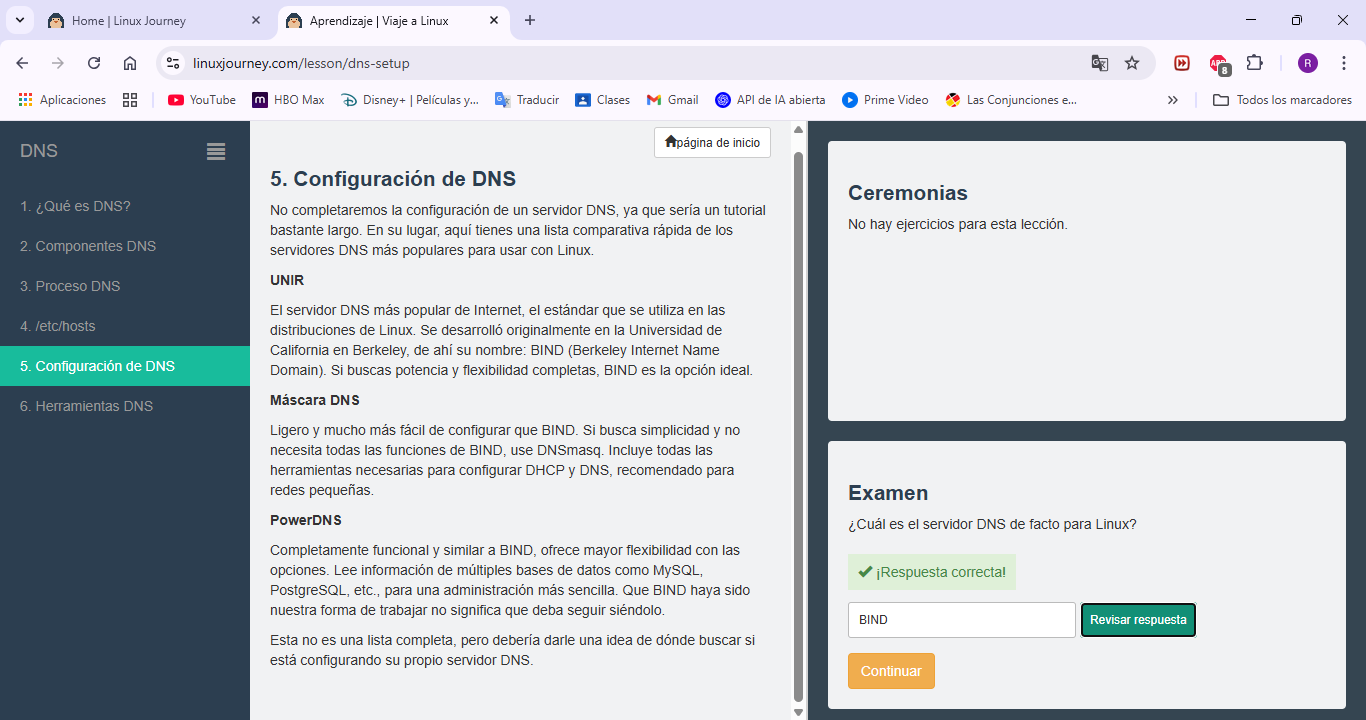 Home | Linux Journey
Aprendizaje | Viaje a Linux
linuxjourney.com/lesson/dns-setup
ABP
8
R
Aplicaciones
YouTube
HBO Max
Disney+ | Películas y...
Traducir
Clases
Gmail
API de IA abierta
Prime Video
Las Conjunciones e...
Todos los marcadores
DNS
1. ¿Qué es DNS?
2. Componentes DNS
3. Proceso DNS
4. /etc/hosts
5. Configuración de DNS
6. Herramientas DNS
página de inicio
5. Configuración de DNS
No completaremos la configuración de un servidor DNS, ya que sería un tutorial
bastante largo. En su lugar, aquí tienes una lista comparativa rápida de los
servidores DNS más populares para usar con Linux.
UNIR
El servidor DNS más popular de Internet, el estándar que se utiliza en las
distribuciones de Linux. Se desarrolló originalmente en la Universidad de
California en Berkeley, de ahí su nombre: BIND (Berkeley Internet Name
Domain). Si buscas potencia y flexibilidad completas, BIND es la opción ideal.
Máscara DNS
Ligero y mucho más fácil de configurar que BIND. Si busca simplicidad y no
necesita todas las funciones de BIND, use DNSmasq. Incluye todas las
herramientas necesarias para configurar DHCP y DNS, recomendado para
redes pequeñas.
PowerDNS
Completamente funcional y similar a BIND, ofrece mayor flexibilidad con las
opciones. Lee información de múltiples bases de datos como MySQL,
PostgreSQL, etc., para una administración más sencilla. Que BIND haya sido
nuestra forma de trabajar no significa que deba seguir siéndolo.
Esta no es una lista completa, pero debería darle una idea de dónde buscar si
está configurando su propio servidor DNS.
Ceremonias
No hay ejercicios para esta lección.
Examen
¿Cuál es el servidor DNS de facto para Linux?
¡Respuesta correcta!
BIND
Revisar respuesta
Continuar